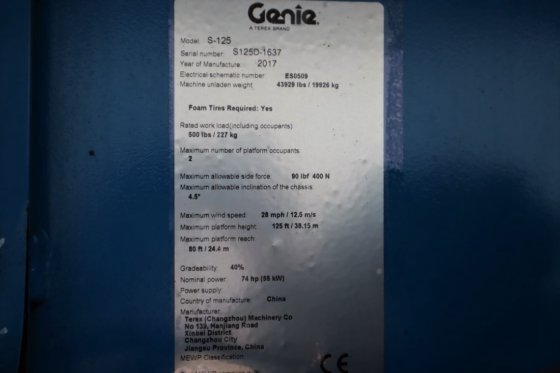 Genie
A TEREX BRAND
Model: S-125
Serial number: S125D-1637
Year of Manufacture: 2017
Electrical schematic number: ES0509
Machine unladen weight: 43929 lbs / 19926 kg
Foam Tires Required: Yes
Rated work load(including occupants)
500 lbs / 227 kg
Maximum number of platform occupants:
2
Maximum allowable side force: 90 lbf 400 N
Maximum allowable inclination of the chassis:
4.5°
Maximum wind speed: 28 mph / 12.5 m/s
Maximum platform height: 125 ft / 38.15 m
Maximum platform reach:
80 ft / 24.4 m
Gradeability: 40%
Nominal power: 74 hp (55 kW)
Power supply:
Country of manufacture: China
Manufacturer:
Terex (Changzhou) Machinery Co
No 139, Hanjiang Road
Xinbei District
Changzhou City
Jiangsu Province, China
MEWP Classification:
CE